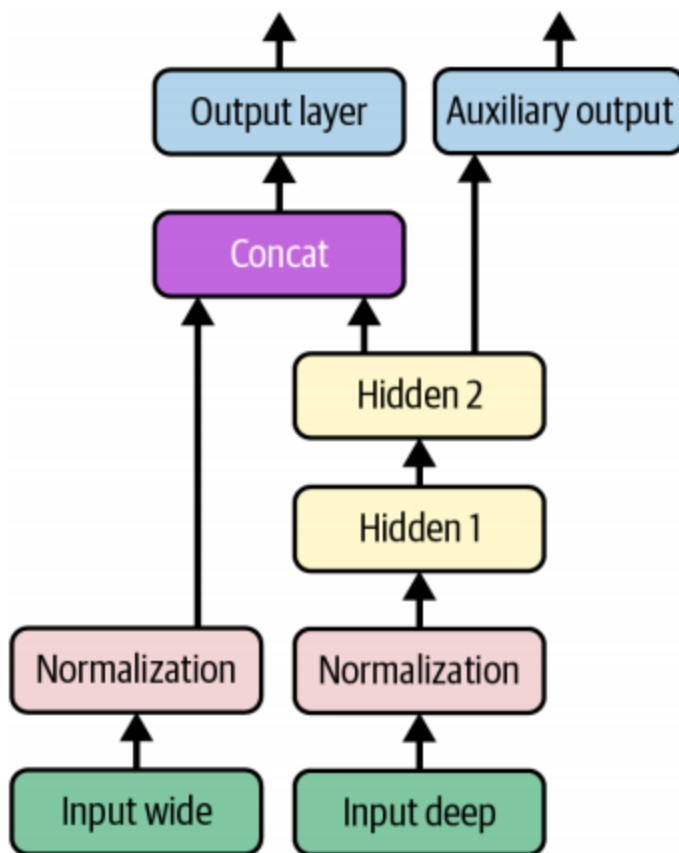 Output layer
Auxiliary output
Concat
Hidden 2
Hidden 1
Normalization
Normalization
Input wide
Input deep